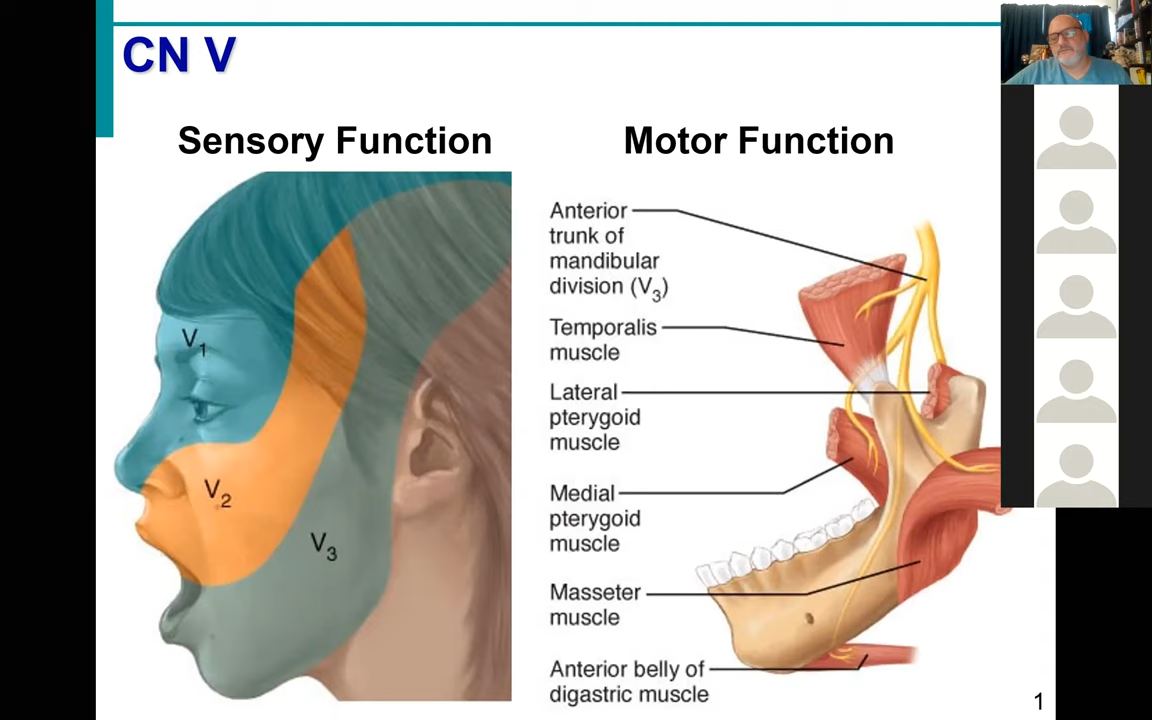 CN V
Sensory Function
Motor Function
V1
V2
V3
Anterior
trunk of
mandibular
division (V3)
Temporalis
muscle
Lateral
pterygoid
muscle
Medial
pterygoid
muscle
Masseter
muscle
Anterior belly of
digastric muscle
1